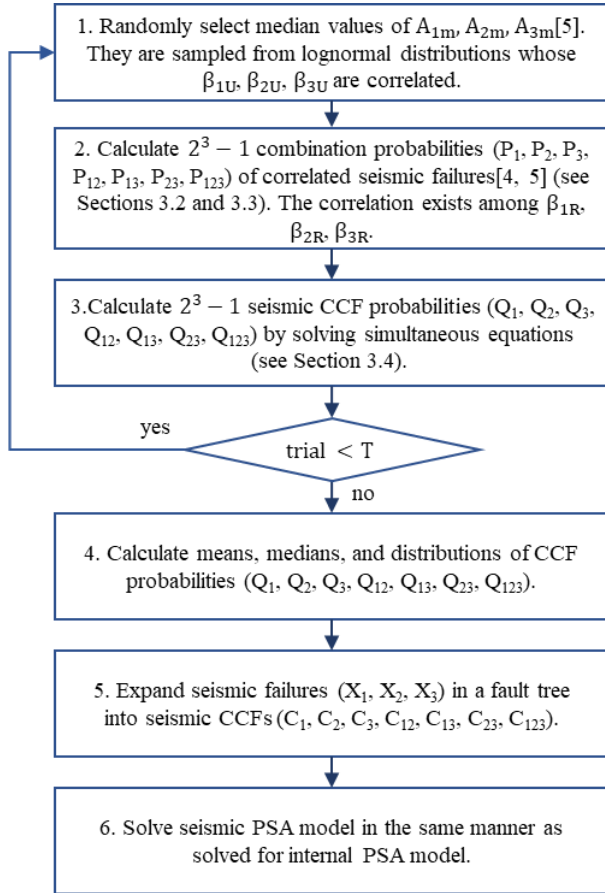 1. Randomly select median values of A₁ₘ, A₂ₘ, A₃ₘ[5].
They are sampled from lognormal distributions whose
β₁U, β₂U, β₃U are correlated.
2. Calculate 2³ − 1 combination probabilities (P₁, P₂, P₃,
P₁₂, P₁₃, P₂₃, P₁₂₃) of correlated seismic failures[4, 5] (see
Sections 3.2 and 3.3). The correlation exists among β₁R,
β₂R, β₃R.
3.Calculate 2³ − 1 seismic CCF probabilities (Q₁, Q₂, Q₃,
Q₁₂, Q₁₃, Q₂₃, Q₁₂₃) by solving simultaneous equations
(see Section 3.4).
yes
trial < T
no
4. Calculate means, medians, and distributions of CCF
probabilities (Q₁, Q₂, Q₃, Q₁₂, Q₁₃, Q₂₃, Q₁₂₃).
5. Expand seismic failures (X₁, X₂, X₃) in a fault tree
into seismic CCFs (C₁, C₂, C₃, C₁₂, C₁₃, C₂₃, C₁₂₃).
6. Solve seismic PSA model in the same manner as
solved for internal PSA model.